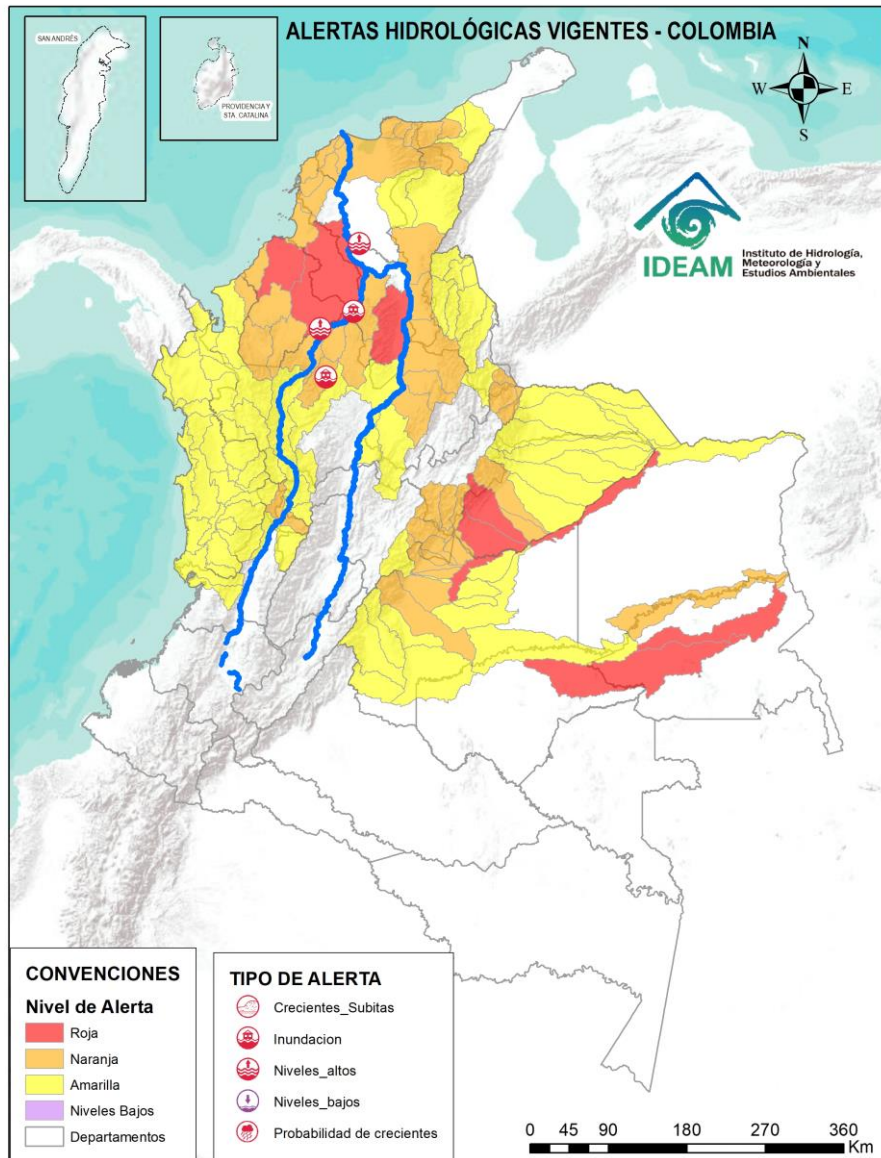 ALERTAS HIDROLÓGICAS VIGENTES - COLOMBIA
SAN ANDRÉS
PROVIDENCIA Y
STA. CATALINA
N
W
E
S
IDEAM
Instituto de Hidrología,
Meteorología y
Estudios Ambientales
CONVENCIONES
Nivel de Alerta
Roja
Naranja
Amarilla
Niveles Bajos
Departamentos
TIPO DE ALERTA
Crecientes_Subitas
Inundacion
Niveles_altos
Niveles_bajos
Probabilidad de crecientes
0 45 90 180 270 360
Km